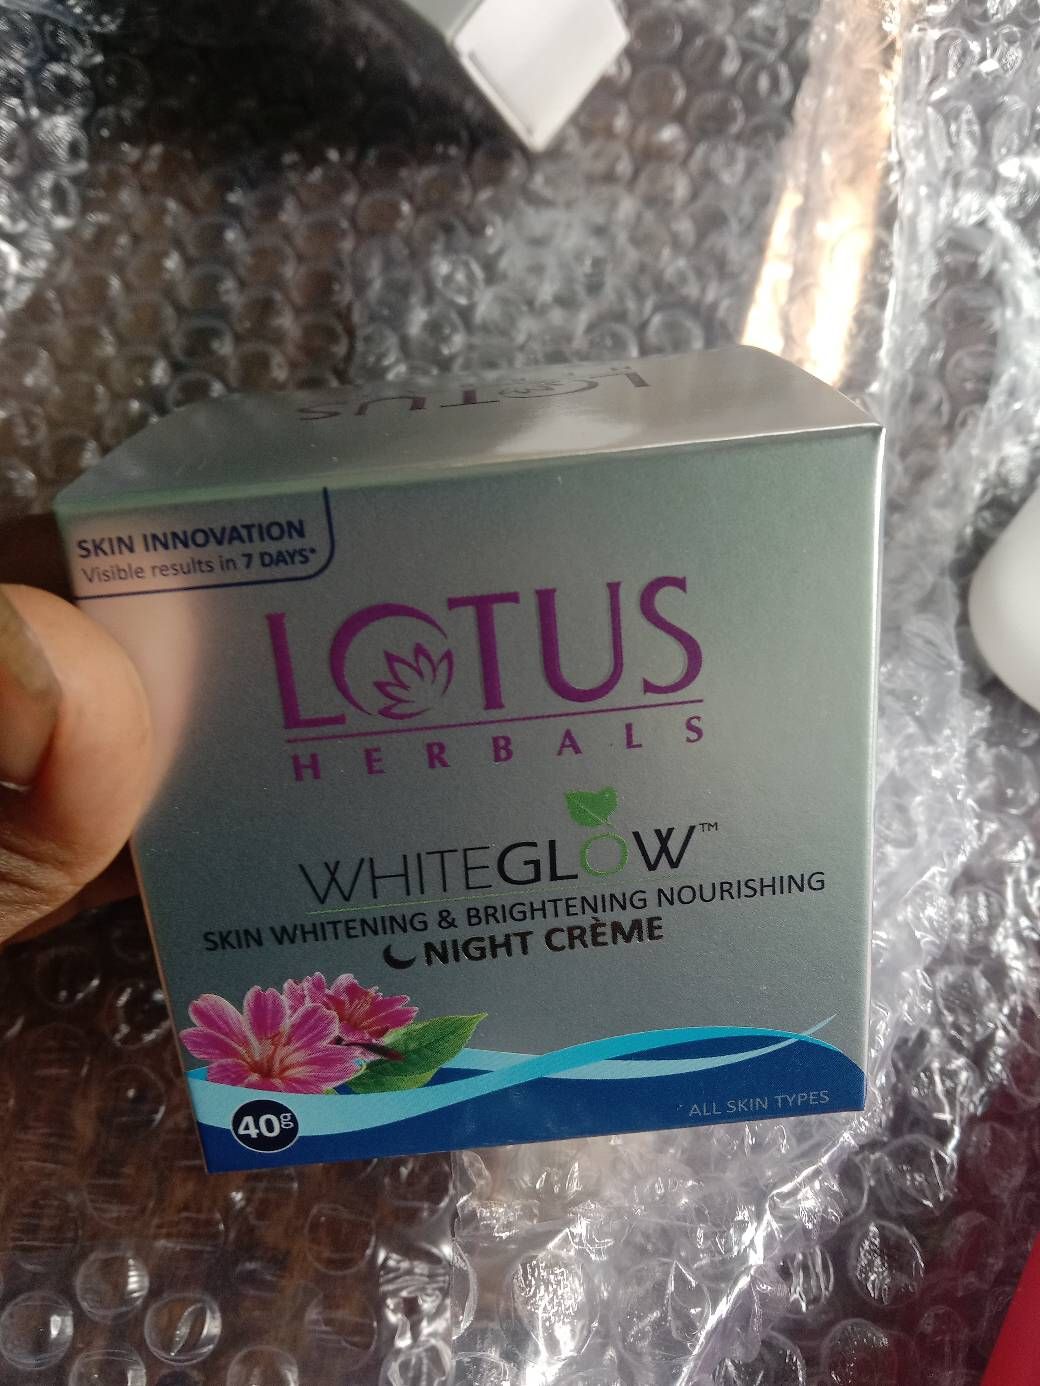 LOTUS
SKIN INNOVATION
Visible results in 7 DAYS*
LOTUS
HERBALS
WHITEGLOW™
SKIN WHITENING & BRIGHTENING NOURISHING
NIGHT CRÈME
40g
ALL SKIN TYPES